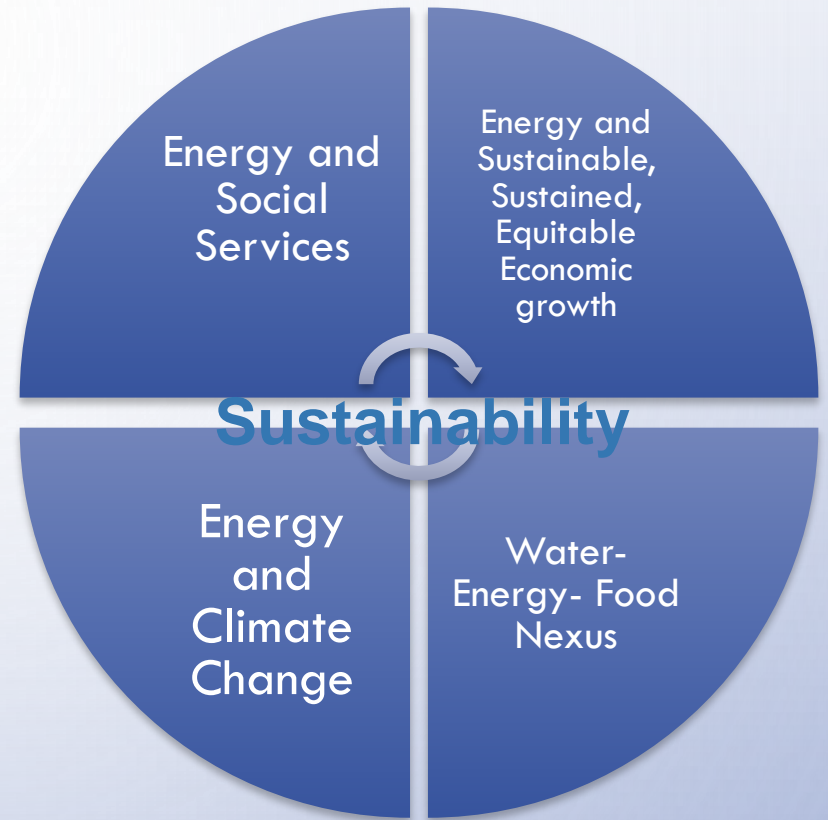 Energy and
Social
Services
Energy and
Sustainable,
Sustained,
Equitable
Economic
growth
Sustainability
Energy
and
Climate
Change
Water-
Energy- Food
Nexus